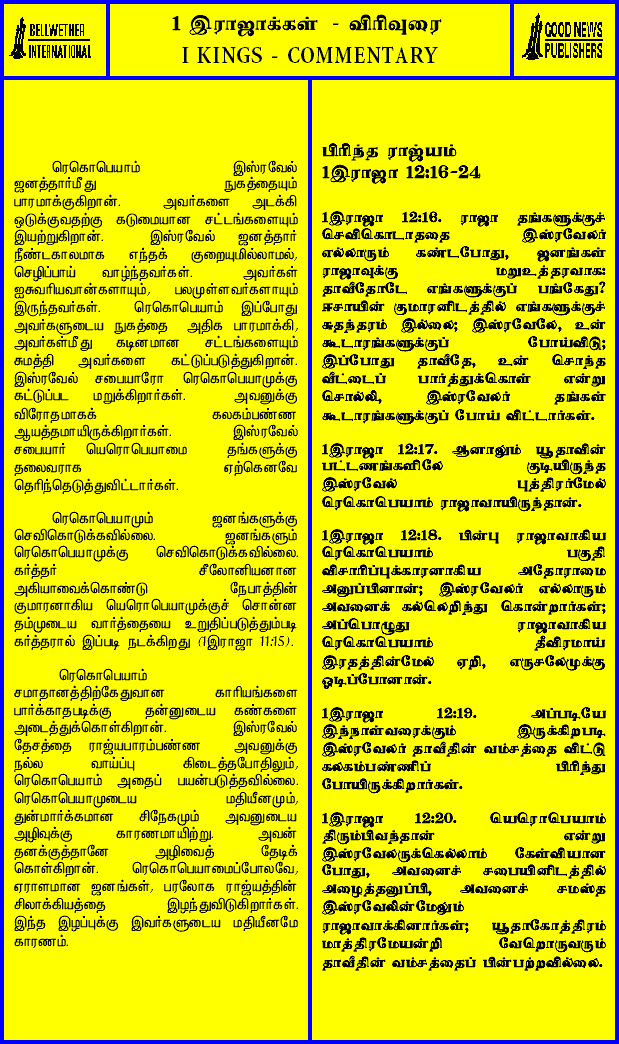 BELLWETHER
INTERNATIONAL
1 இராஜாக்கள் - விரிவுரை
I KINGS - COMMENTARY
GOOD NEWS
PUBLISHERS
ரெகொபெயாம் இஸ்ரவேல்
ஜனத்தார்மீது நுகத்தையும்
பாரமாக்குகிறான். அவர்களை அடக்கி
ஒடுக்குவதற்கு கடுமையான சட்டங்களையும்
இயற்றுகிறான். இஸ்ரவேல் ஜனத்தார்
நீண்டகாலமாக எந்தக் குறையுமில்லாமல்,
செழிப்பாய் வாழ்ந்தவர்கள். அவர்கள்
ஐசுவரியவான்களாயும், பலமுள்ளவர்களாயும்
இருந்தவர்கள். ரெகொபெயாம் இப்போது
அவர்களுடைய நுகத்தை அதிக பாரமாக்கி,
அவர்கள்மீது கடினமான சட்டங்களையும்
சுமத்தி அவர்களை கட்டுப்படுத்துகிறான்.
இஸ்ரவேல் சபையாரோ ரெகொபெயாமுக்கு
கட்டுப்பட மறுக்கிறார்கள். அவனுக்கு
விரோதமாகக் கலகம்பண்ண
ஆயத்தமாயிருக்கிறார்கள். இஸ்ரவேல்
சபையார் யெரொபெயாமை தங்களுக்கு
தலைவராக ஏற்கெனவே
தெரிந்தெடுத்துவிட்டார்கள்.
ரெகொபெயாமும் ஜனங்களுக்கு
செவிகொடுக்கவில்லை. ஜனங்களும்
ரெகொபெயாமுக்கு செவிகொடுக்கவில்லை.
கர்த்தர் சீலோனியனான
அகியாவைக்கொண்டு நேபாத்தின்
குமாரனாகிய யெரொபெயாமுக்குச் சொன்ன
தம்முடைய வார்த்தையை உறுதிப்படுத்தும்படி
கர்த்தரால் இப்படி நடக்கிறது (1இராஜா 11:15).
ரெகொபெயாம்
சமாதானத்திற்கேதுவான காரியங்களை
பார்க்காதபடிக்கு தன்னுடைய கண்களை
அடைத்துக்கொள்கிறான். இஸ்ரவேல்
தேசத்தை ராஜ்யபாரம்பண்ண அவனுக்கு
நல்ல வாய்ப்பு கிடைத்தபோதிலும்,
ரெகொபெயாம் அதைப் பயன்படுத்தவில்லை.
ரெகொபெயாமுடைய மதியீனமும்,
துன்மார்க்கமான சிநேகமும் அவனுடைய
அழிவுக்கு காரணமாயிற்று. அவன்
தனக்குத்தானே அழிவைத் தேடிக்
கொள்கிறான். ரெகொபெயாமைப்போலவே,
ஏராளமான ஜனங்கள், பரலோக ராஜ்யத்தின்
சிலாக்கியத்தை இழந்துவிடுகிறார்கள்.
இந்த இழப்புக்கு இவர்களுடைய மதியீனமே
காரணம்.
பிரிந்த ராஜ்யம்
1இராஜா 12:16-24
1இராஜா 12:16. ராஜா தங்களுக்குச்
செவிகொடாததை இஸ்ரவேலர்
எல்லாரும் கண்டபோது, ஜனங்கள்
ராஜாவுக்கு மறுஉத்தரவாக:
தாவீதோடே எங்களுக்குப் பங்கேது?
ஈசாயின் குமாரனிடத்தில் எங்களுக்குச்
சுதந்தரம் இல்லை; இஸ்ரவேலே, உன்
கூடாரங்களுக்குப் போய்விடு;
இப்போது தாவீதே, உன் சொந்த
வீட்டைப் பார்த்துக்கொள் என்று
சொல்லி, இஸ்ரவேலர் தங்கள்
கூடாரங்களுக்குப் போய் விட்டார்கள்.
1இராஜா 12:17. ஆனாலும் யூதாவின்
பட்டணங்களிலே குடியிருந்த
இஸ்ரவேல் புத்திரர்மேல்
ரெகொபெயாம் ராஜாவாயிருந்தான்.
1இராஜா 12:18. பின்பு ராஜாவாகிய
ரெகொபெயாம் பகுதி
விசாரிப்புக்காரனாகிய அதோராமை
அனுப்பினான்; இஸ்ரவேலர் எல்லாரும்
அவனைக் கல்லெறிந்து கொன்றார்கள்;
அப்பொழுது ராஜாவாகிய
ரெகொபெயாம் தீவிரமாய்
இரதத்தின்மேல் ஏறி, எருசலேமுக்கு
ஓடிப்போனான்.
1இராஜா 12:19. அப்படியே
இந்நாள்வரைக்கும் இருக்கிறபடி
இஸ்ரவேலர் தாவீதின் வம்சத்தை விட்டு
கலகம்பண்ணிப் பிரிந்து
போயிருக்கிறார்கள்.
1இராஜா 12:20. யெரொபெயாம்
திரும்பிவந்தான் என்று
இஸ்ரவேலருக்கெல்லாம் கேள்வியான
போது, அவனைச் சபையினிடத்தில்
அழைத்தனுப்பி, அவனைச் சமஸ்த
இஸ்ரவேலின்மேலும்
ராஜாவாக்கினார்கள்; யூதாகோத்திரம்
மாத்திரமேயன்றி வேறொருவரும்
தாவீதின் வம்சத்தைப் பின்பற்றவில்லை.